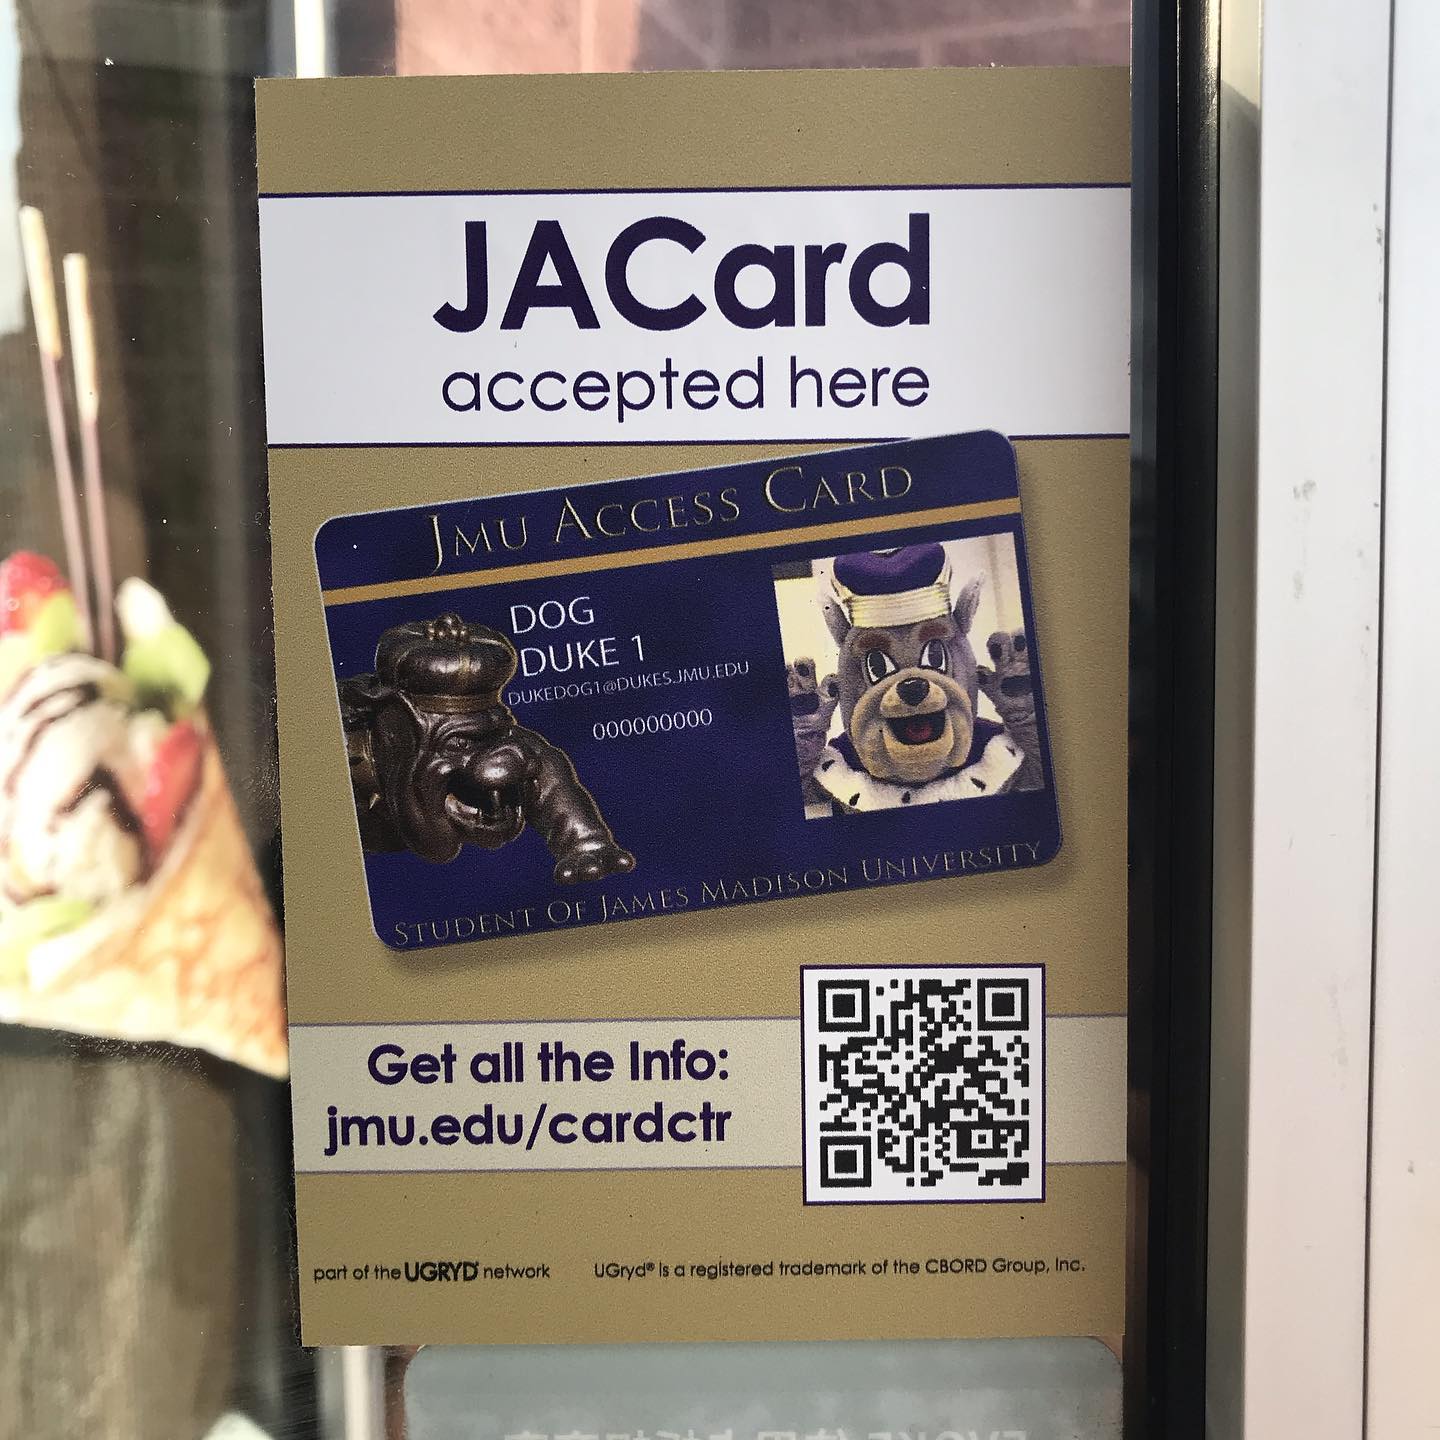 JACard
accepted here
JMU ACCESS CARD
DOG
DUKE 1
DUKEDOG1@DUKES.JMU.EDU
000000000
STUDENT OF JAMES MADISON UNIVERSITY
Get all the Info:
jmu.edu/cardctr
part of the UGRYD® network UGryd® is a registered trademark of the CBORD Group, Inc.